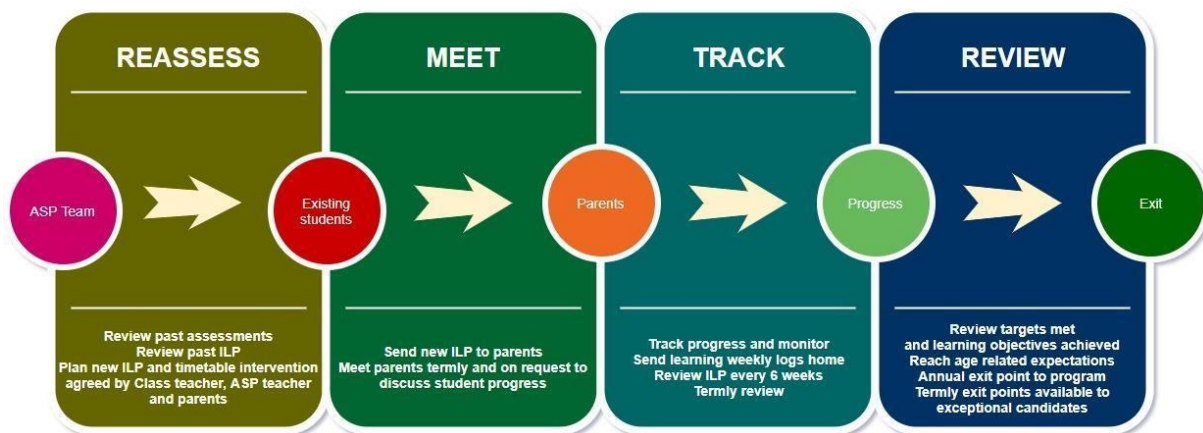 REASSESS
MEET
TRACK
REVIEW
ASP Team
Existing
students
Parents
Progress
Exit
Review past assessments
Review past ILP
Plan new ILP and timetable intervention
agreed by Class teacher, ASP teacher
and parents
Send new ILP to parents
Meet parents termly and on request to
discuss student progress
Track progress and monitor
Send learning weekly logs home
Review ILP every 6 weeks
Termly review
Review targets met
and learning objectives achieved
Reach age related expectations
Annual exit point to program
Termly exit points available to
exceptional candidates